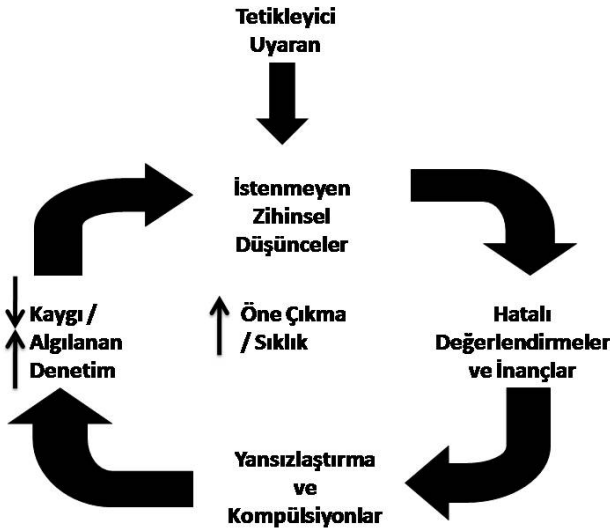 Tetikleyici
Uyaran
İstenmeyen
Zihinsel
Düşünceler
Kaygı /
Algılanan
Denetim
Öne Çıkma
/ Sıklık
Hatalı
Değerlendirmeler
ve İnançlar
Yansızlaştırma
ve
Kompülsiyonlar